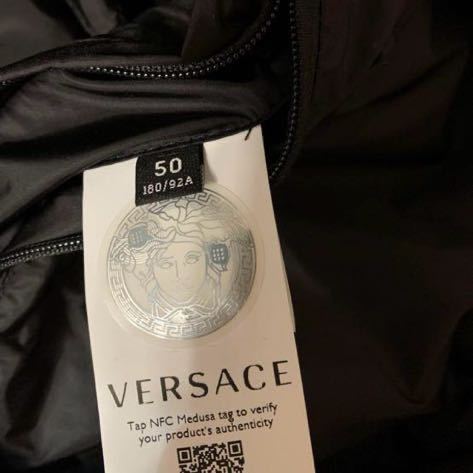 50
180/92A
VERSACE
Tap NFC Medusa tag to verify
your product's authenticity